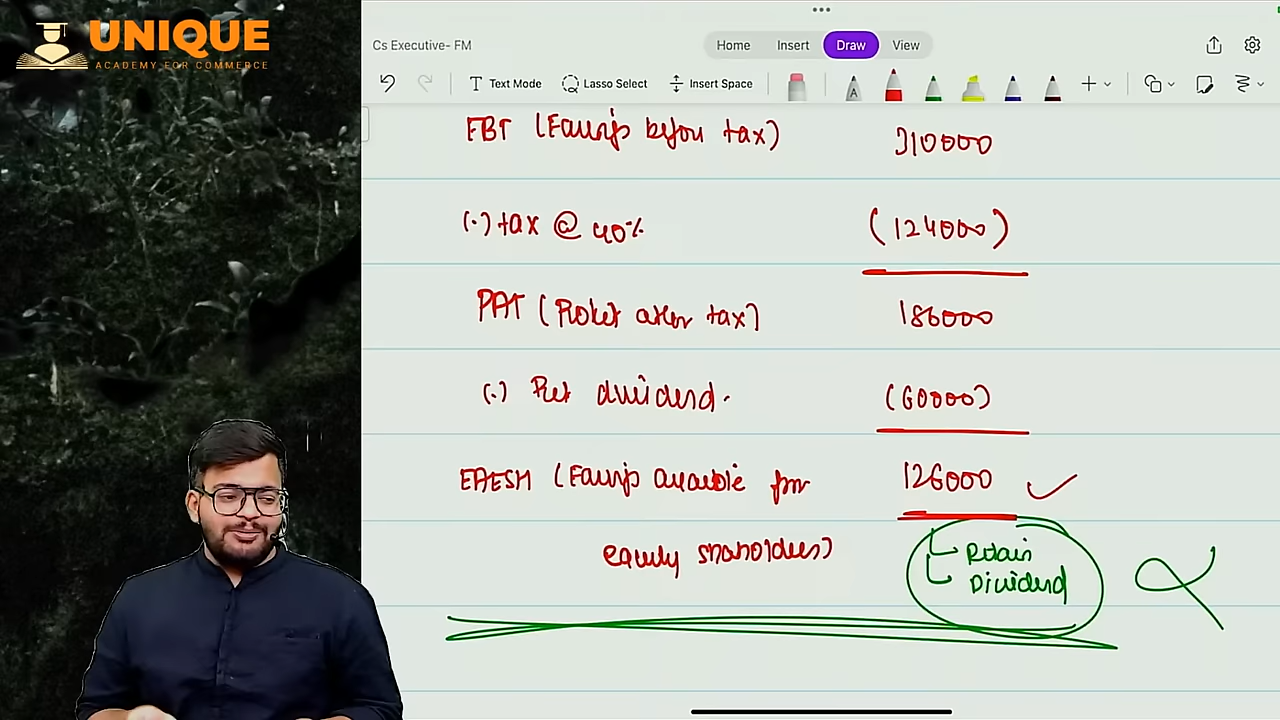 UNIQUE
ACADEMY FOR COMMERCE
Cs Executive- FM
Home Insert Draw View
Text Mode Lasso Select Insert Space
EBT (Earnings before tax) 310000
(-) tax @ 40% (124000)
PAT (Profit after tax) 186000
(-) Pref dividend. (60000)
EAESH (Earnings available for 126000
equity shareholders)
Retain
Dividend